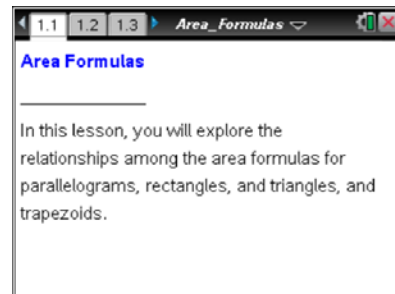 1.1 1.2 1.3 Area_Formulas
Area Formulas
In this lesson, you will explore the
relationships among the area formulas for
parallelograms, rectangles, and triangles, and
trapezoids.